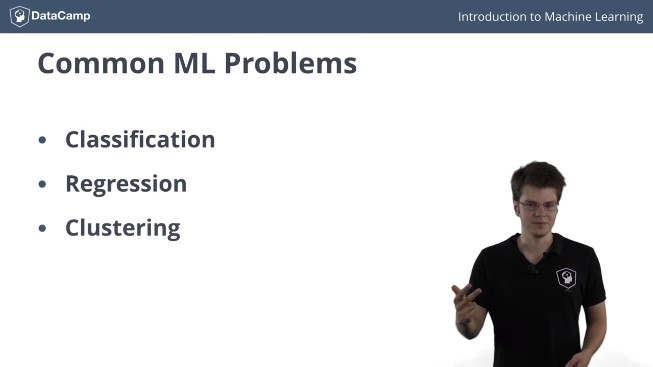 DataCamp
Introduction to Machine Learning
Common ML Problems
• Classification
• Regression
• Clustering